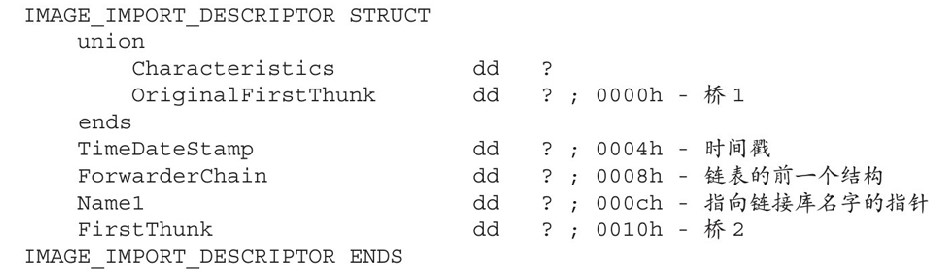 IMAGE_IMPORT_DESCRIPTOR STRUCT
union
Characteristics dd ?
OriginalFirstThunk dd ? ; 0000h - 桥1
ends
TimeDateStamp dd ? ; 0004h - 时间戳
ForwarderChain dd ? ; 0008h - 链表的前一个结构
Name1 dd ? ; 000ch - 指向链接库名字的指针
FirstThunk dd ? ; 0010h - 桥2
IMAGE_IMPORT_DESCRIPTOR ENDS